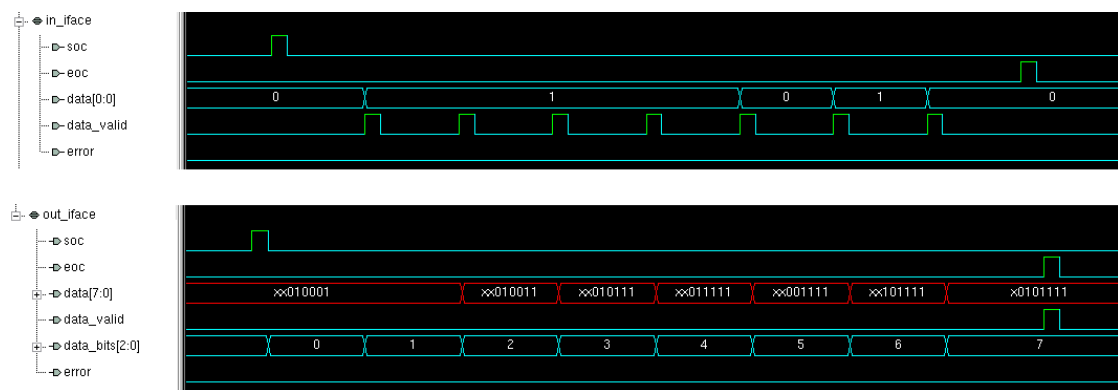 in_iface
soc
eoc
data[0:0] 0 1 0 1 0
data_valid
error
out_iface
soc
eoc
data[7:0] xx010001 xx010011 xx010111 xx011111 xx001111 xx101111 x0101111
data_valid
data_bits[2:0] 0 1 2 3 4 5 6 7
error